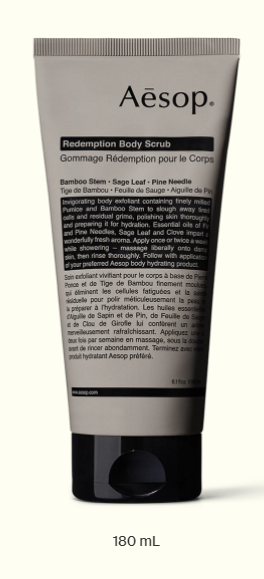 Aēsop.
Redemption Body Scrub
Gommage Rédemption pour le Corps
Bamboo Stem • Sage Leaf • Pine Needle
Tige de Bambou • Feuille de Sauge • Aiguille de Pin
Invigorating body exfoliant containing finely milled
Pumice and Bamboo Stem to slough away tired
cells and residual grime, polishing skin thoroughly
and preparing it for hydration. Essential oils of Fir
and Pine Needles, Sage Leaf and Clove impart a
wonderfully fresh aroma. Apply once or twice a week
while showering – massage liberally onto damp
skin, then rinse thoroughly. Follow with application
of your preferred Aesop body hydrating product.
Soin exfoliant vivifiant pour le corps à base de Pierre
Ponce et de Tige de Bambou finement moulues
qui éliminent les cellules fatiguées et la saleté
résiduelle pour polir méticuleusement la peau et
la préparer à l'hydratation. Les huiles essentielles
d'Aiguille de Sapin et de Pin, de Feuille de Sauge
et de Clou de Girofle lui confèrent un arôme
merveilleusement rafraîchissant. Appliquez une ou
deux fois par semaine en massage, sous la douche,
avant de rincer abondamment. Terminez avec votre
produit hydratant Aesop préféré.
www.aesop.com
180 mL